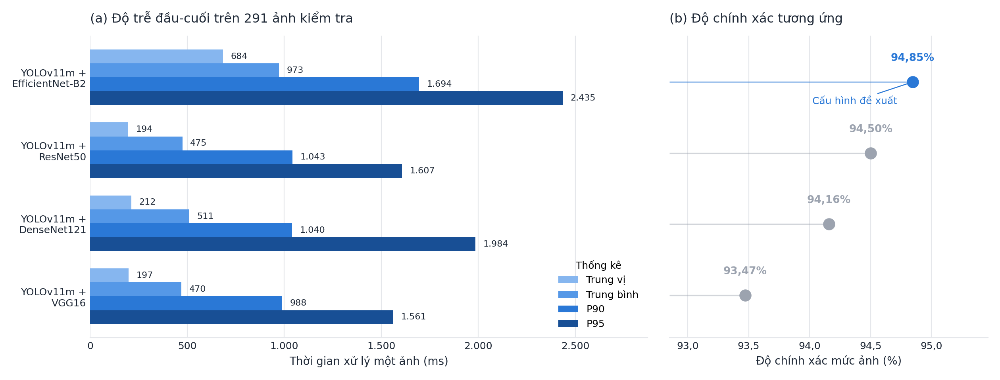 (a) Độ trễ đầu-cuối trên 291 ảnh kiểm tra
YOLOv11m +
EfficientNet-B2
684
973
1.694
2.435
YOLOv11m +
ResNet50
194
475
1.043
1.607
YOLOv11m +
DenseNet121
212
511
1.040
1.984
YOLOv11m +
VGG16
197
470
988
1.561
Thống kê
Trung vị
Trung bình
P90
P95
0 500 1.000 1.500 2.000 2.500
Thời gian xử lý một ảnh (ms)
(b) Độ chính xác tương ứng
94,85%
Cấu hình đề xuất
94,50%
94,16%
93,47%
93,0 93,5 94,0 94,5 95,0
Độ chính xác mức ảnh (%)